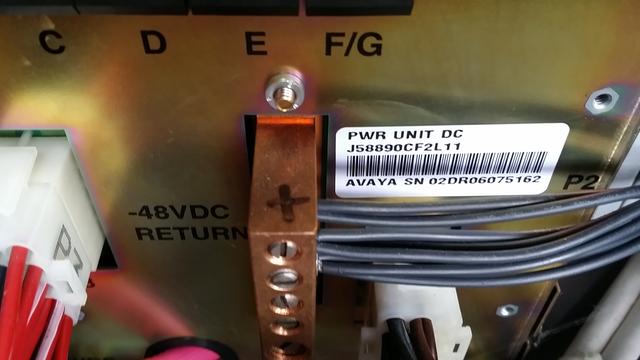 C D E F/G
PWR UNIT DC
J58890CF2L11
AVAYA SN 02DR06075162
P2
-48VDC
RETURN
+